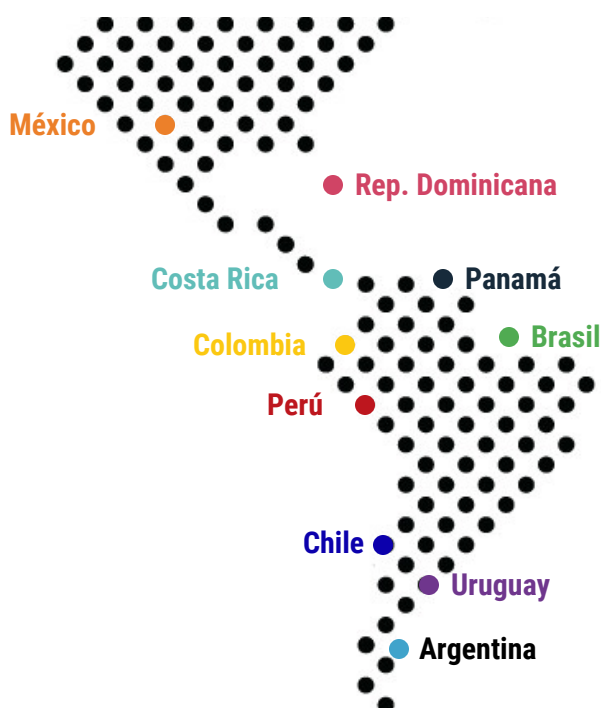 México
Rep. Dominicana
Costa Rica
Panamá
Brasil
Colombia
Perú
Chile
Uruguay
Argentina